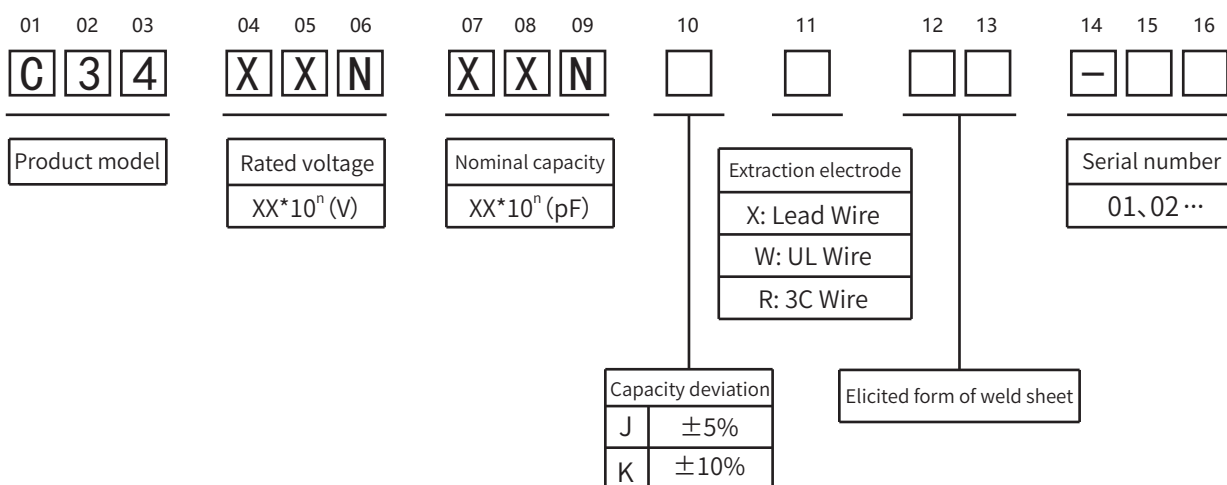 01 02 03 04 05 06 07 08 09 10 11 12 13 14 15 16
C 3 4 X X N X X N -
Product model
Rated voltage
XX*10ⁿ (V)
Nominal capacity
XX*10ⁿ (pF)
Extraction electrode
X: Lead Wire
W: UL Wire
R: 3C Wire
Serial number
01、02…
Capacity deviation
J ±5%
K ±10%
Elicited form of weld sheet